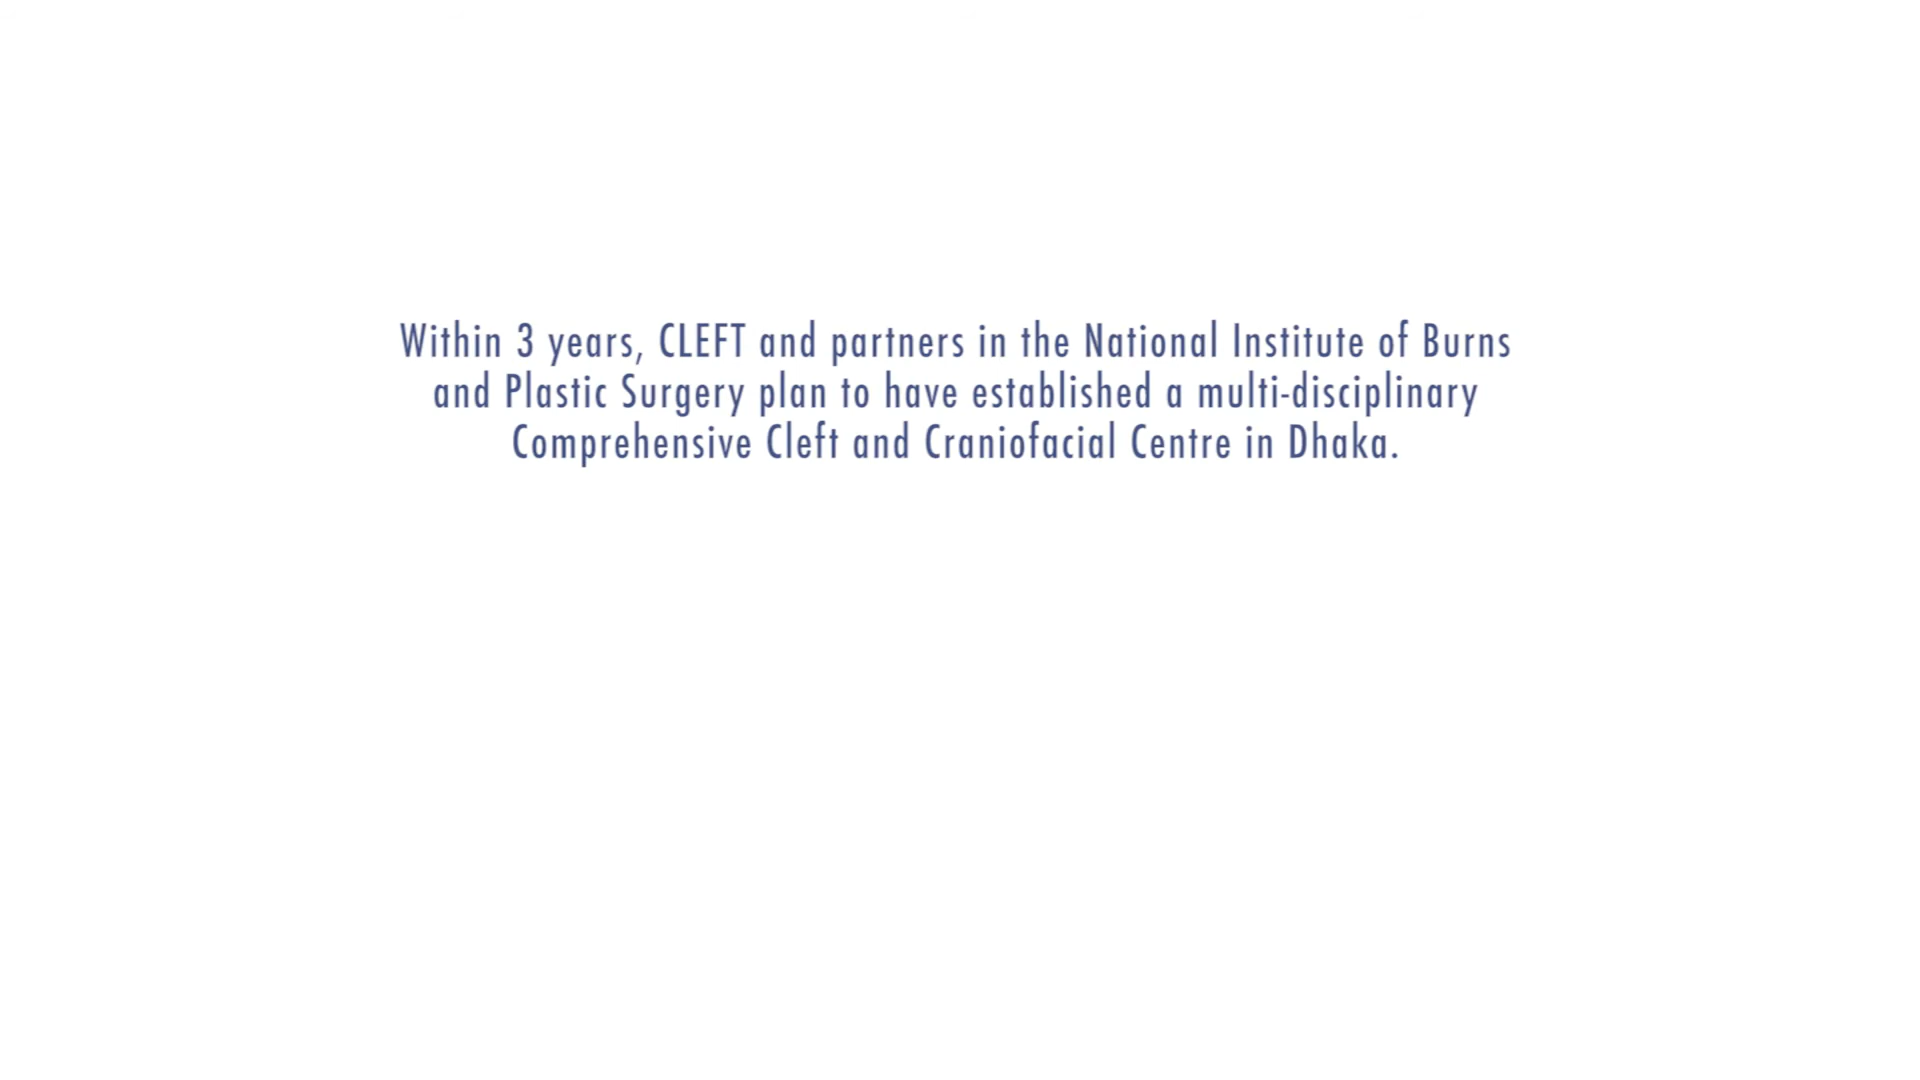 Within 3 years, CLEFT and partners in the National Institute of Burns
and Plastic Surgery plan to have established a multi-disciplinary
Comprehensive Cleft and Craniofacial Centre in Dhaka.